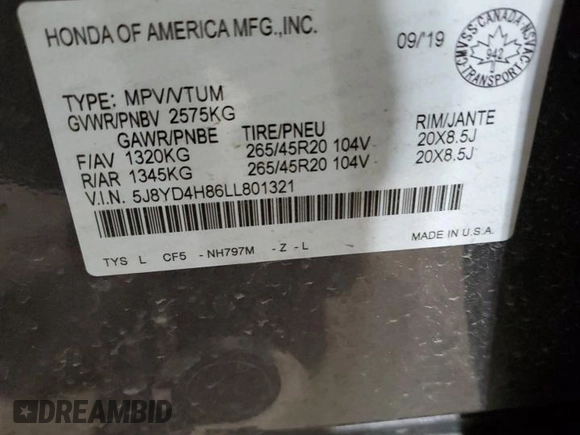 HONDA OF AMERICA MFG.,INC.
09/'19
CMVSS:CANADA-NSVAC
942
TRANSPORT
TYPE: MPV/VTUM
GVWR/PNBV 2575KG
GAWR/PNBE TIRE/PNEU RIM/JANTE
F/AV 1320KG 265/45R20 104V 20X8.5J
R/AR 1345KG 265/45R20 104V 20X8.5J
V.I.N. 5J8YD4H86LL801321
TYS L CF5 - NH797M - Z - L
MADE IN U.S.A.
DREAMBID